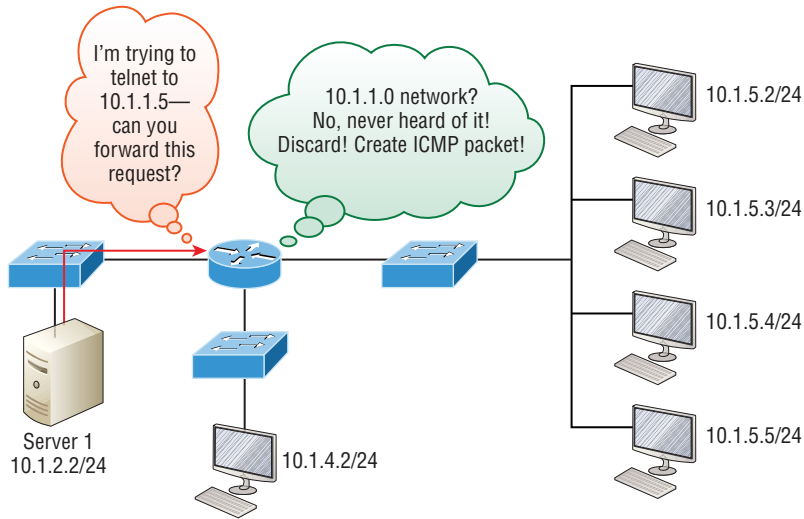 I’m trying to
telnet to
10.1.1.5—
can you
forward this
request?
10.1.1.0 network?
No, never heard of it!
Discard! Create ICMP packet!
10.1.5.2/24
10.1.5.3/24
10.1.5.4/24
10.1.5.5/24
Server 1
10.1.2.2/24
10.1.4.2/24